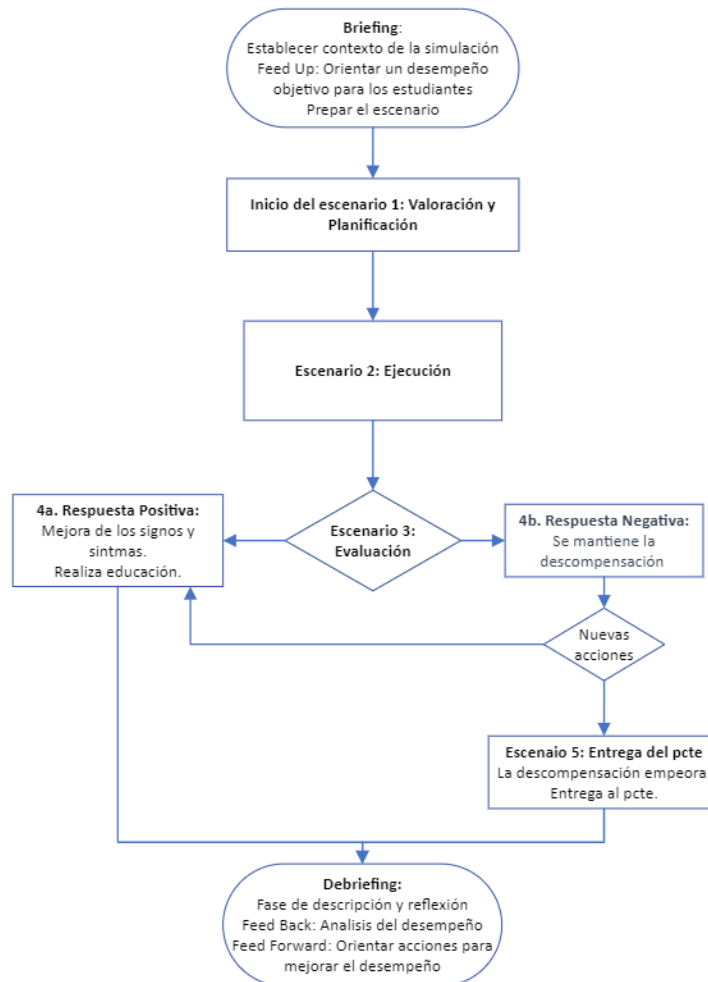 Briefing:
Establecer contexto de la simulación
Feed Up: Orientar un desempeño
objetivo para los estudiantes
Prepar el escenario
Inicio del escenario 1: Valoración y
Planificación
Escenario 2: Ejecución
4a. Respuesta Positiva:
Mejora de los signos y
sintmas.
Realiza educación.
Escenario 3:
Evaluación
4b. Respuesta Negativa:
Se mantiene la
descompensación
Nuevas
acciones
Escenaio 5: Entrega del pcte
La descompensación empeora.
Entrega al pcte.
Debriefing:
Fase de descripción y reflexión
Feed Back: Analisis del desempeño
Feed Forward: Orientar acciones para
mejorar el desempeño